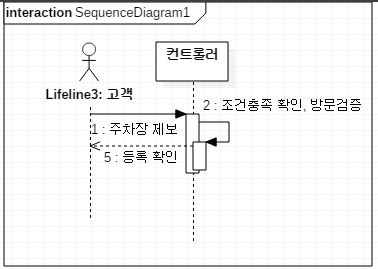 interaction SequenceDiagram1
컨트롤러
Lifeline3: 고객
2 : 조건충족 확인, 방문검증
1 : 주차장 제보
5 : 등록 확인